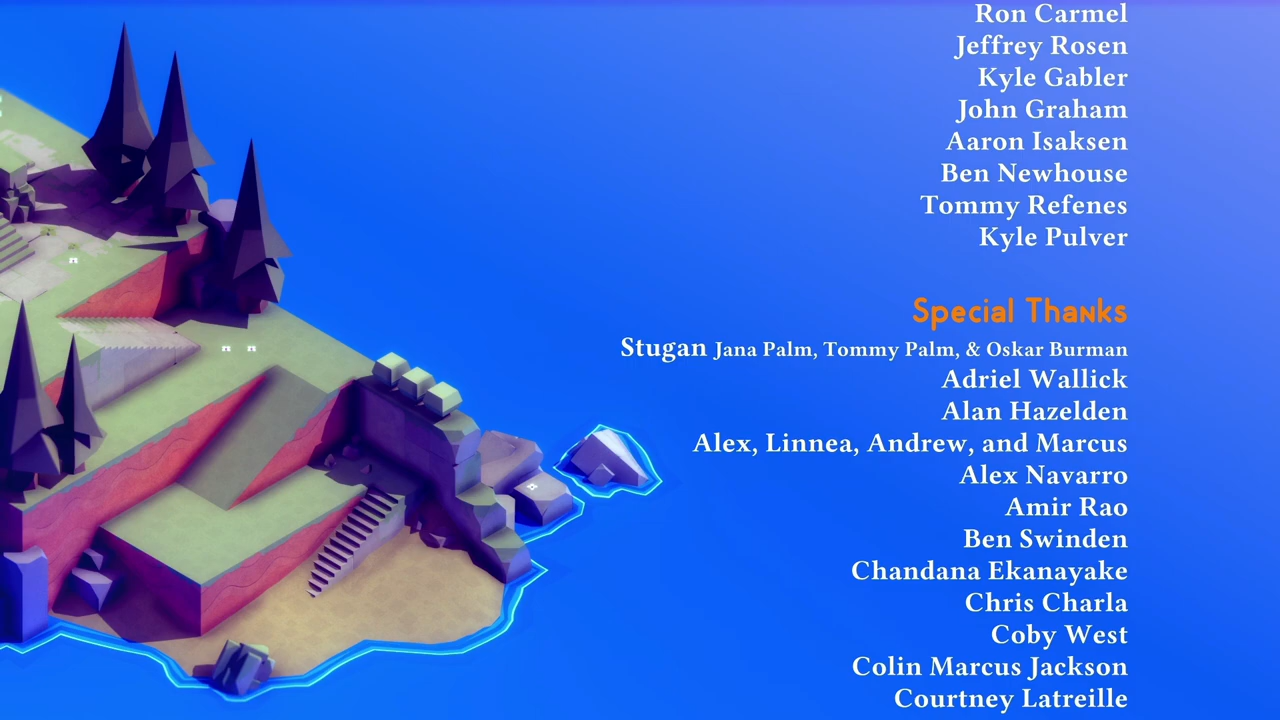 Ron Carmel
Jeffrey Rosen
Kyle Gabler
John Graham
Aaron Isaksen
Ben Newhouse
Tommy Refenes
Kyle Pulver
Special Thanks
Stugan Jana Palm, Tommy Palm, & Oskar Burman
Adriel Wallick
Alan Hazelden
Alex, Linnea, Andrew, and Marcus
Alex Navarro
Amir Rao
Ben Swinden
Chandana Ekanayake
Chris Charla
Coby West
Colin Marcus Jackson
Courtney Latreille